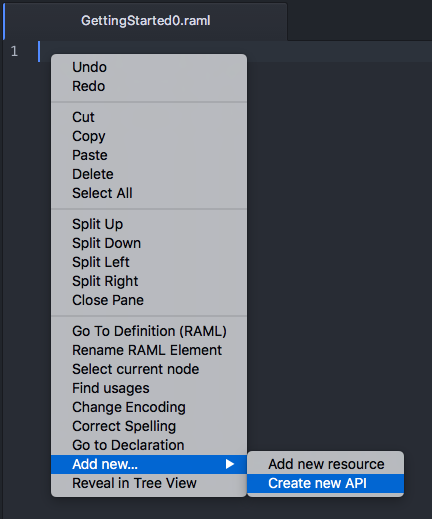 GettingStarted0.raml
1
Undo
Redo
Cut
Copy
Paste
Delete
Select All
Split Up
Split Down
Split Left
Split Right
Close Pane
Go To Definition (RAML)
Rename RAML Element
Select current node
Find usages
Change Encoding
Correct Spelling
Go to Declaration
Add new...
Add new resource
Reveal in Tree View
Create new API